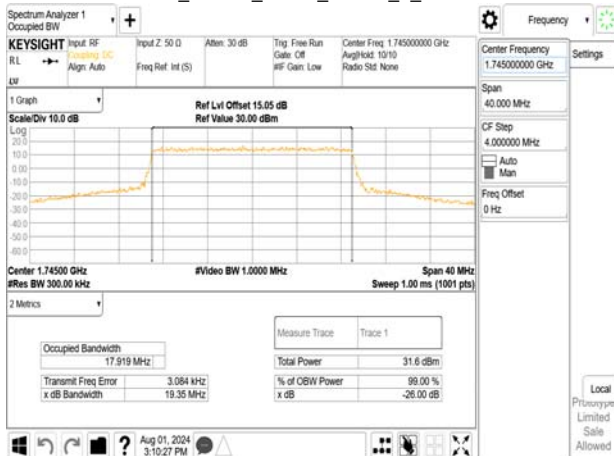 Spectrum Analyzer 1
Occupied BW
Frequency
KEYSIGHT Input: RF
RL
Coupling: DC
Align: Auto
Input Z: 50 Ω
Freq Ref: Int (S)
Atten: 30 dB
Trig: Free Run
Gate: Off
#IF Gain: Low
Center Freq: 1.745000000 GHz
Avg|Hold: 10/10
Radio Std: None
1 Graph
Scale/Div 10.0 dB
Ref Lvl Offset 15.05 dB
Ref Value 30.00 dBm
Log
20.0
10.0
0.00
-10.0
-20.0
-30.0
-40.0
-50.0
-60.0
Center 1.74500 GHz
#Res BW 300.00 kHz
#Video BW 1.0000 MHz
Span 40 MHz
Sweep 1.00 ms (1001 pts)
2 Metrics
Measure Trace Trace 1
Occupied Bandwidth
17.919 MHz
Total Power 31.6 dBm
Transmit Freq Error 3.084 kHz
% of OBW Power 99.00 %
x dB Bandwidth 19.35 MHz
x dB -26.00 dB
Center Frequency
1.745000000 GHz
Settings
Span
40.000 MHz
CF Step
4.000000 MHz
Auto
Man
Freq Offset
0 Hz
Local
Prototype
Limited
Sale
Allowed
Aug 01, 2024
3:10:27 PM